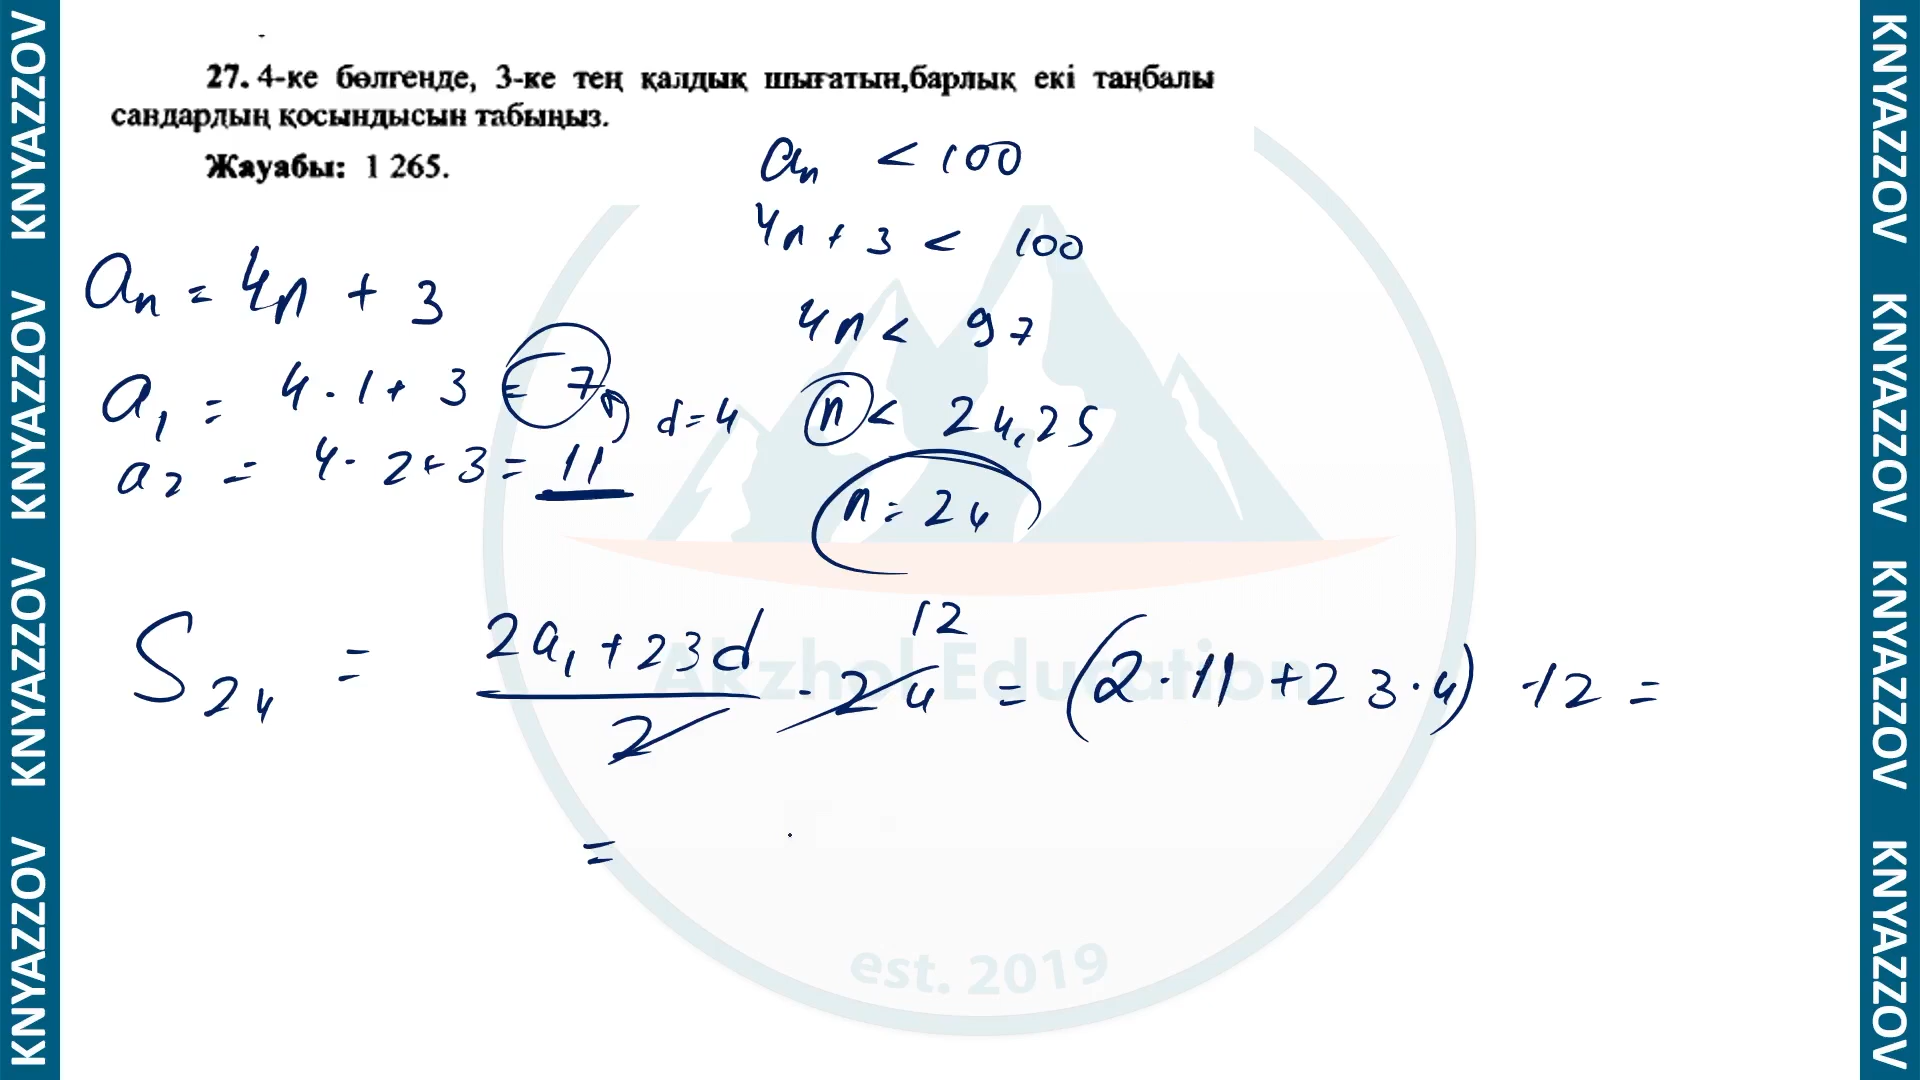 27. 4-ке бөлгенде, 3-ке тең қалдық шығатын,барлық екі таңбалы
сандардың қосындысын табыңыз.
Жауабы: 1 265.
aₙ < 100
4n + 3 < 100
aₙ = 4n + 3
4n < 97
a₁ = 4 · 1 + 3 = 7
d = 4
n < 24,25
a₂ = 4 · 2 + 3 = 11
n = 24
S₂₄ = (2a₁ + 23d)/2 · 24 12 = (2 · 11 + 23 · 4) · 12 =
=
Akzhol Education
est. 2019
KNYAZZOV KNYAZZOV KNYAZZOV KNYAZZOV
KNYAZZOV KNYAZZOV KNYAZZOV KNYAZZOV